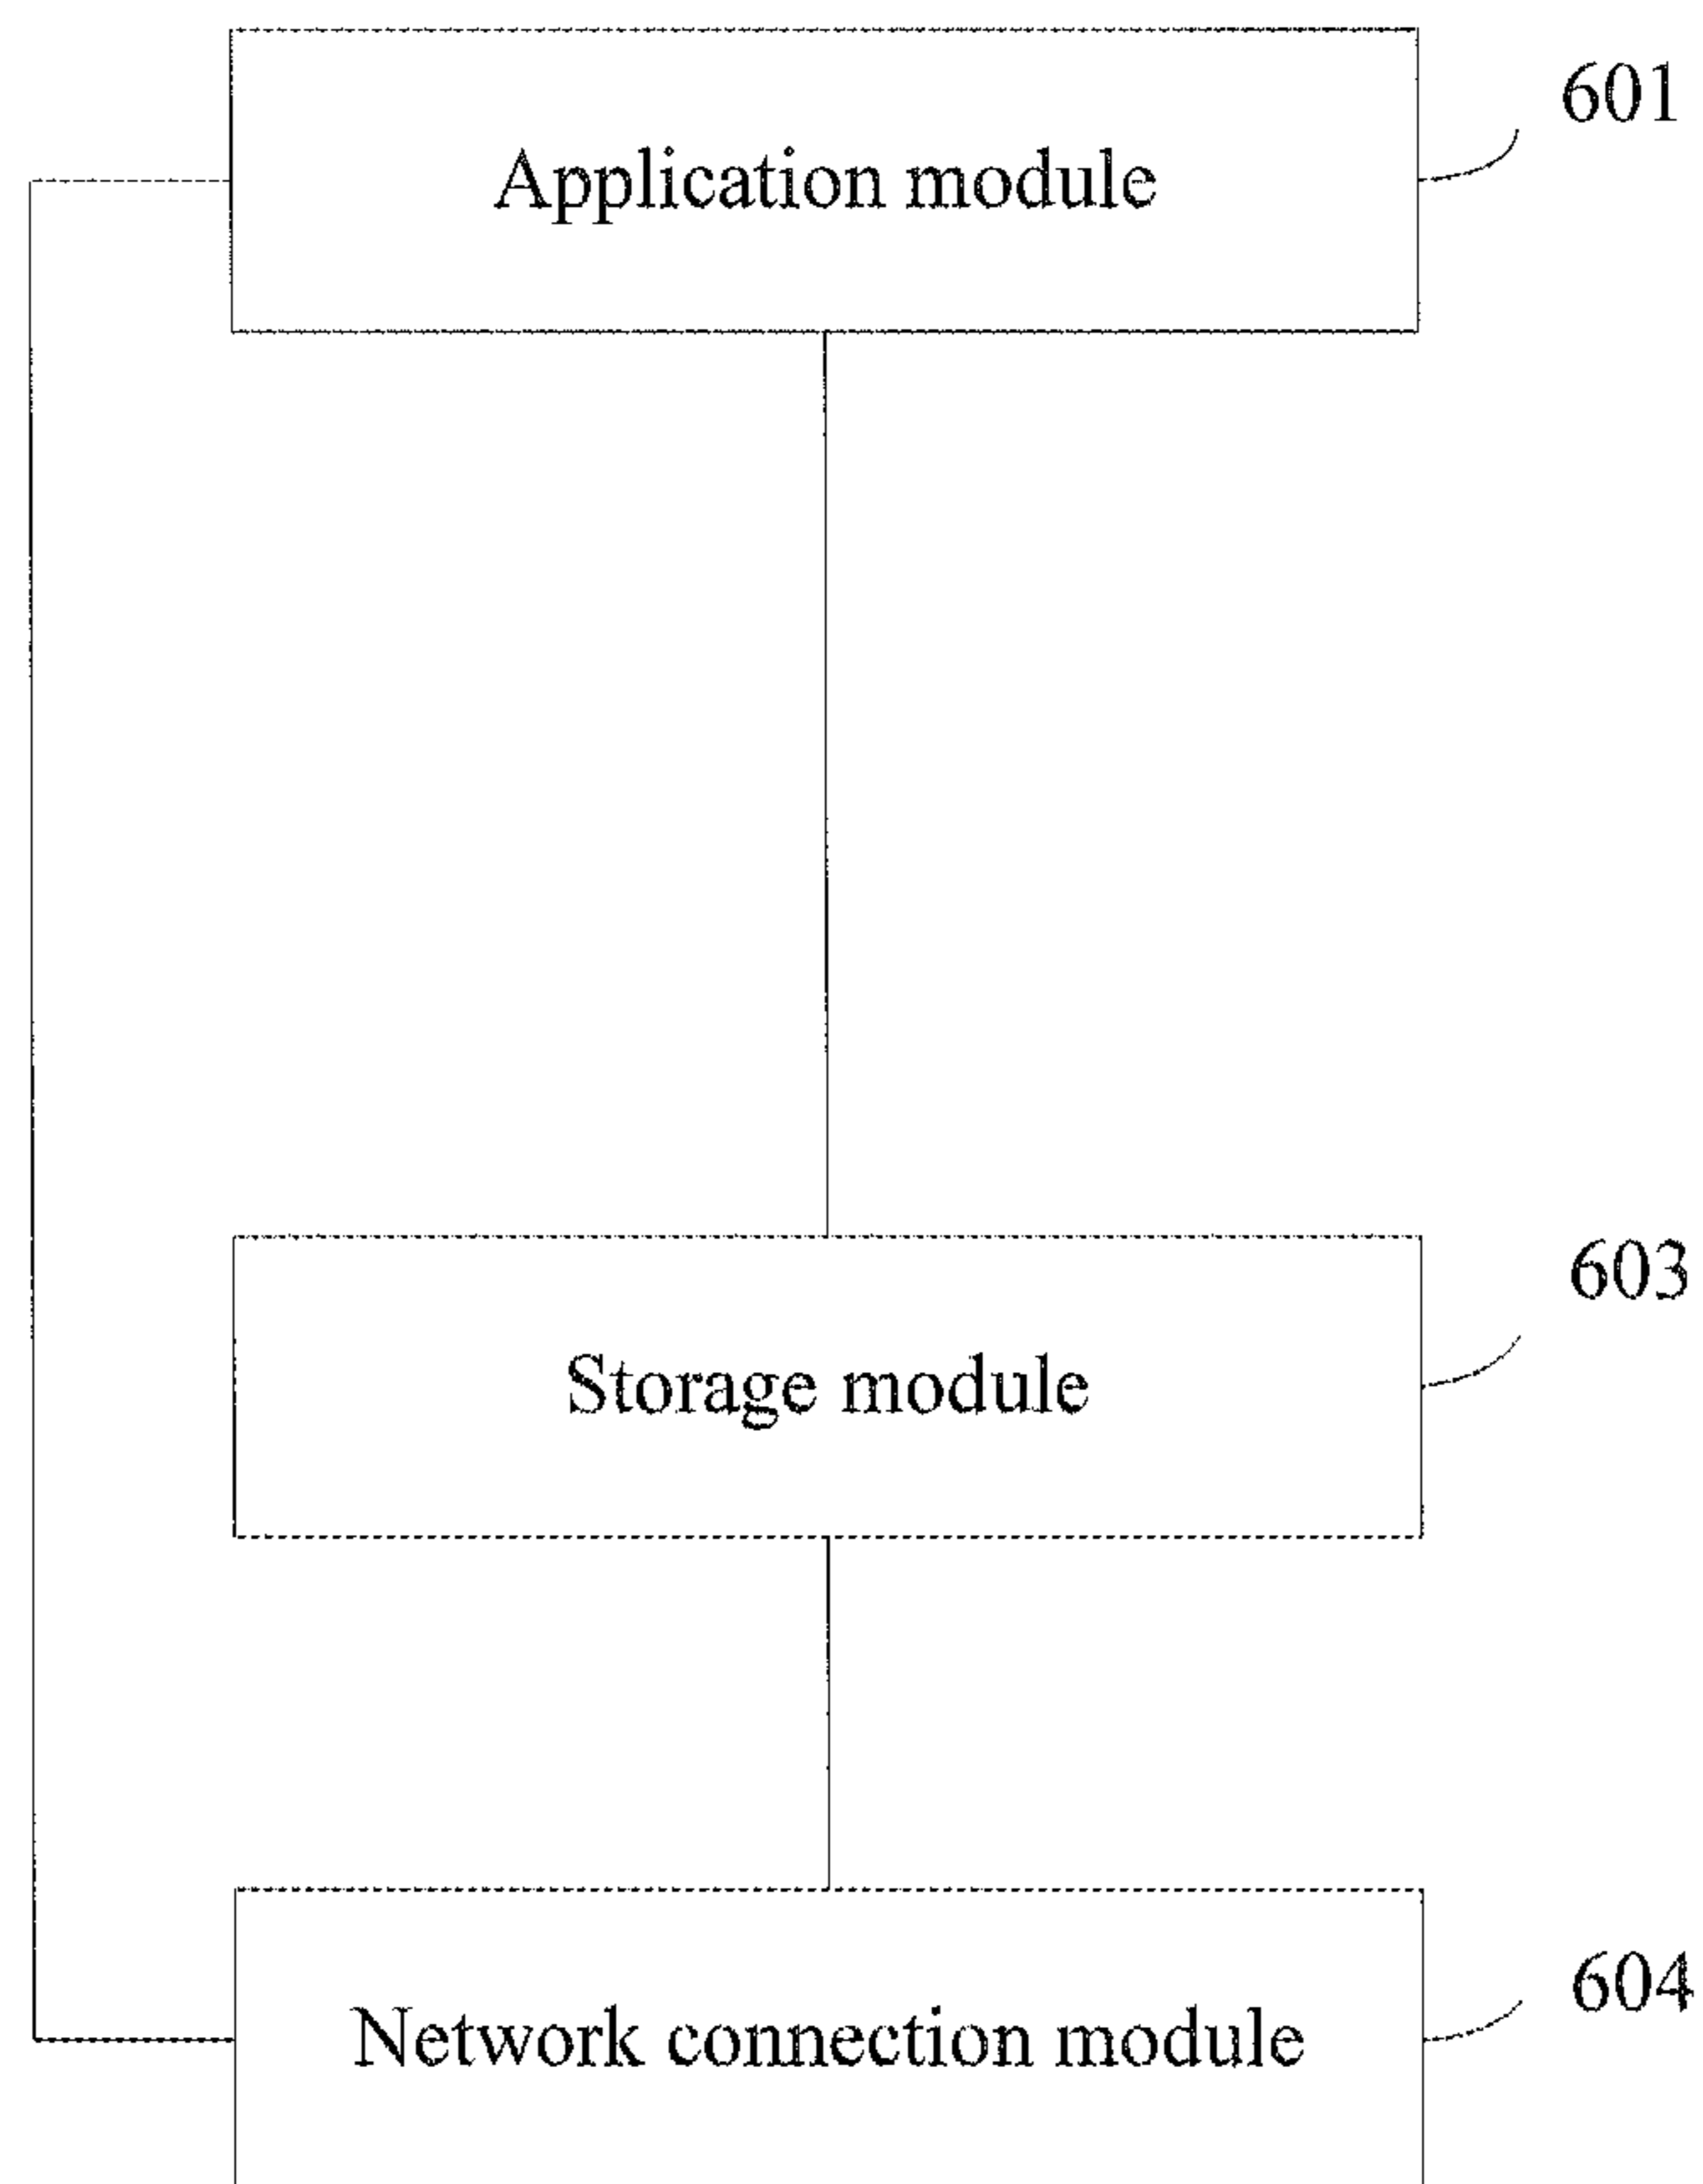 601
Application module
603
Storage module
604
Network connection module